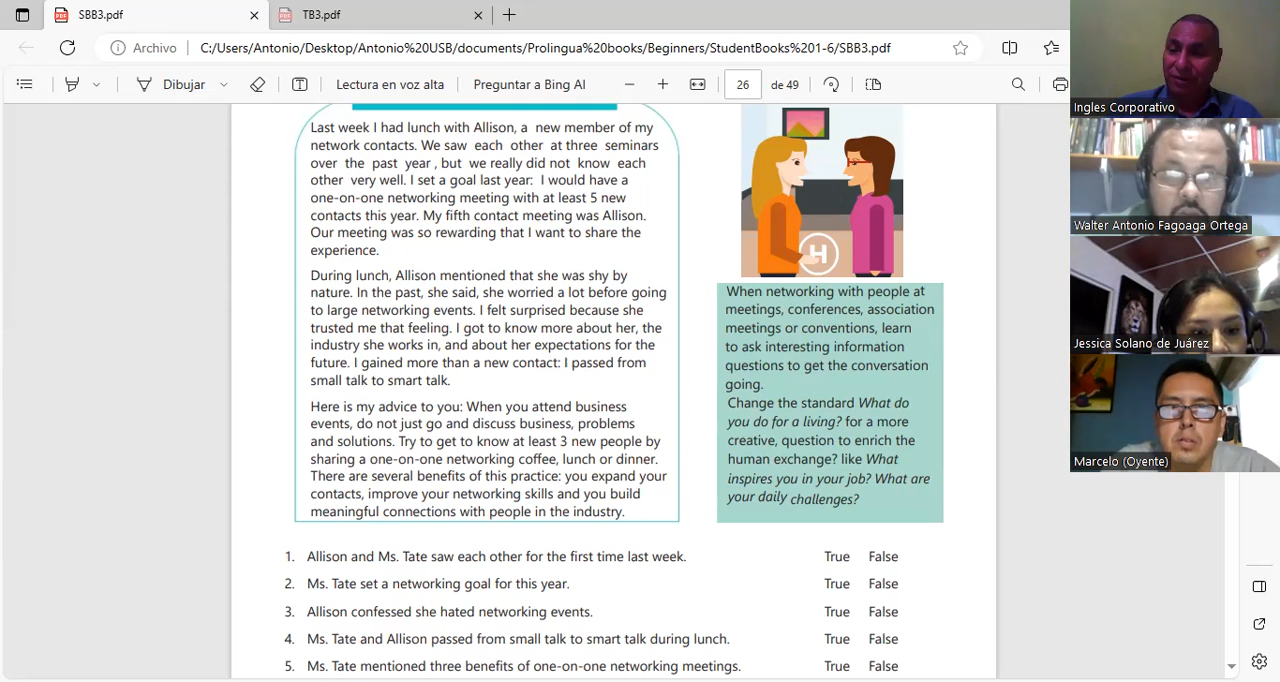 SBB3.pdf
TB3.pdf
Archivo
C:/Users/Antonio/Desktop/Antonio%20USB/documents/Prolingua%20books/Beginners/StudentBooks%201-6/SBB3.pdf
Dibujar
Lectura en voz alta
Preguntar a Bing AI
26
de 49
Last week I had lunch with Allison, a new member of my
network contacts. We saw each other at three seminars
over the past year , but we really did not know each
other very well. I set a goal last year: I would have a
one-on-one networking meeting with at least 5 new
contacts this year. My fifth contact meeting was Allison.
Our meeting was so rewarding that I want to share the
experience.
During lunch, Allison mentioned that she was shy by
nature. In the past, she said, she worried a lot before going
to large networking events. I felt surprised because she
trusted me that feeling. I got to know more about her, the
industry she works in, and about her expectations for the
future. I gained more than a new contact: I passed from
small talk to smart talk.
Here is my advice to you: When you attend business
events, do not just go and discuss business, problems
and solutions. Try to get to know at least 3 new people by
sharing a one-on-one networking coffee, lunch or dinner.
There are several benefits of this practice: you expand your
contacts, improve your networking skills and you build
meaningful connections with people in the industry.
H
When networking with people at
meetings, conferences, association
meetings or conventions, learn
to ask interesting information
questions to get the conversation
going.
Change the standard What do
you do for a living? for a more
creative, question to enrich the
human exchange? like What
inspires you in your job? What are
your daily challenges?
1. Allison and Ms. Tate saw each other for the first time last week. True False
2. Ms. Tate set a networking goal for this year. True False
3. Allison confessed she hated networking events. True False
4. Ms. Tate and Allison passed from small talk to smart talk during lunch. True False
5. Ms. Tate mentioned three benefits of one-on-one networking meetings. True False
Ingles Corporativo
Walter Antonio Fagoaga Ortega
Jessica Solano de Juárez
Marcelo (Oyente)